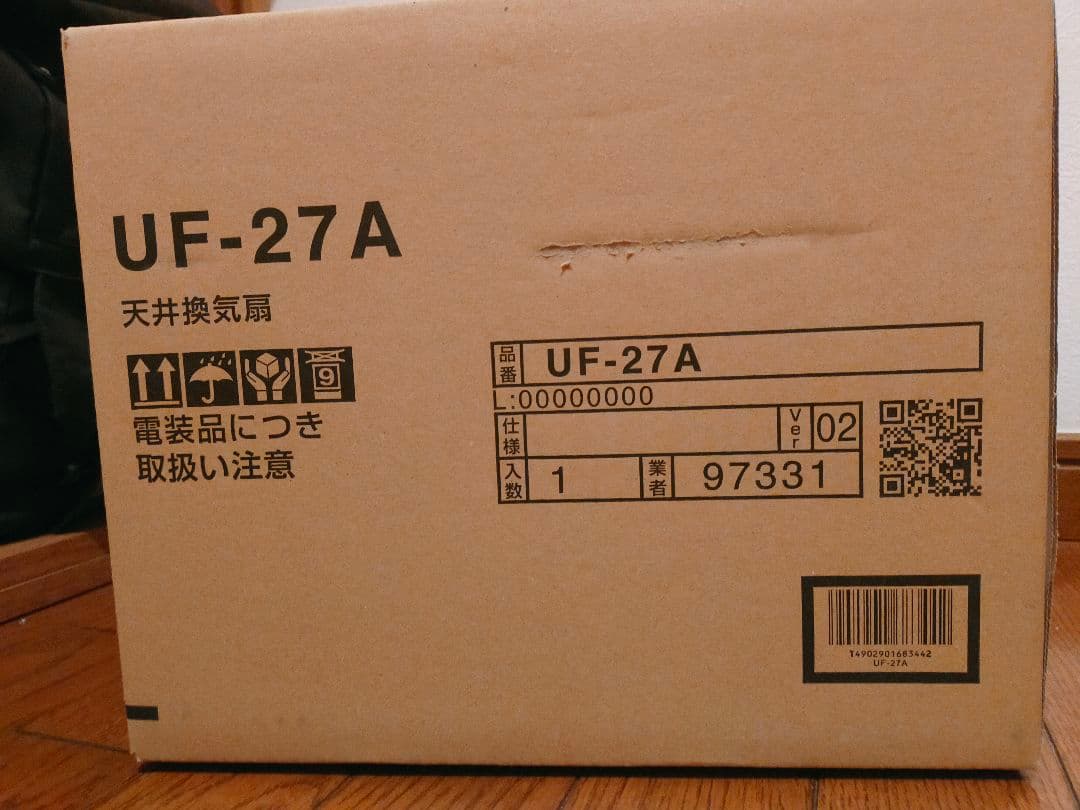 UF-27A
天井換気扇
9
電装品につき
取扱い注意
品番 UF-27A
L:00000000
仕様 Ver 02
入数 1 業者 97331
T4902901683442
UF-27A